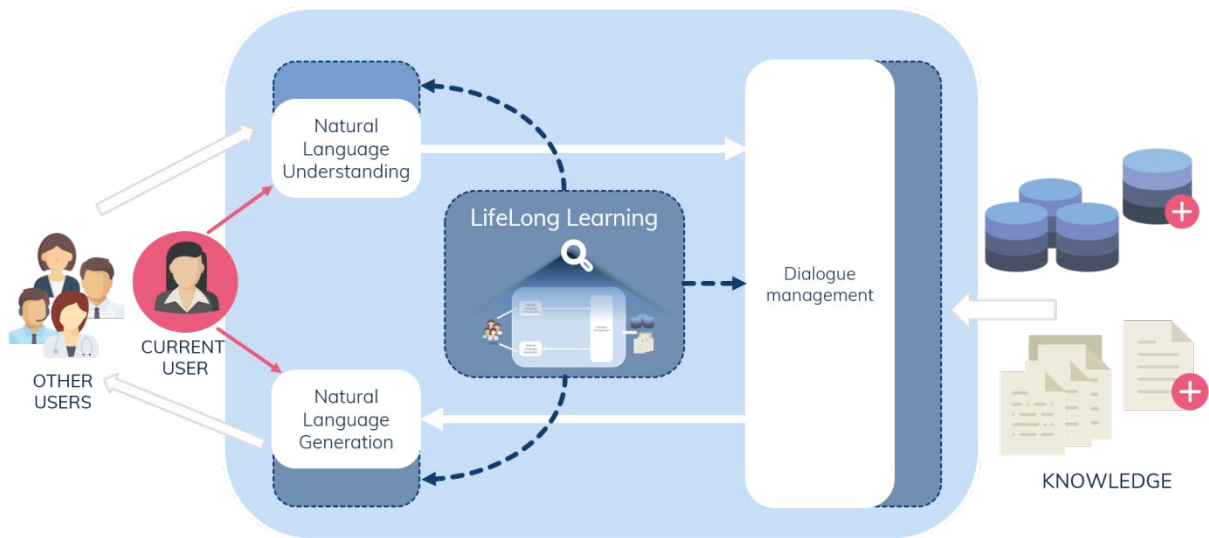 Natural
Language
Understanding
LifeLong Learning
Dialogue
management
CURRENT
USER
OTHER
USERS
Natural
Language
Generation
KNOWLEDGE